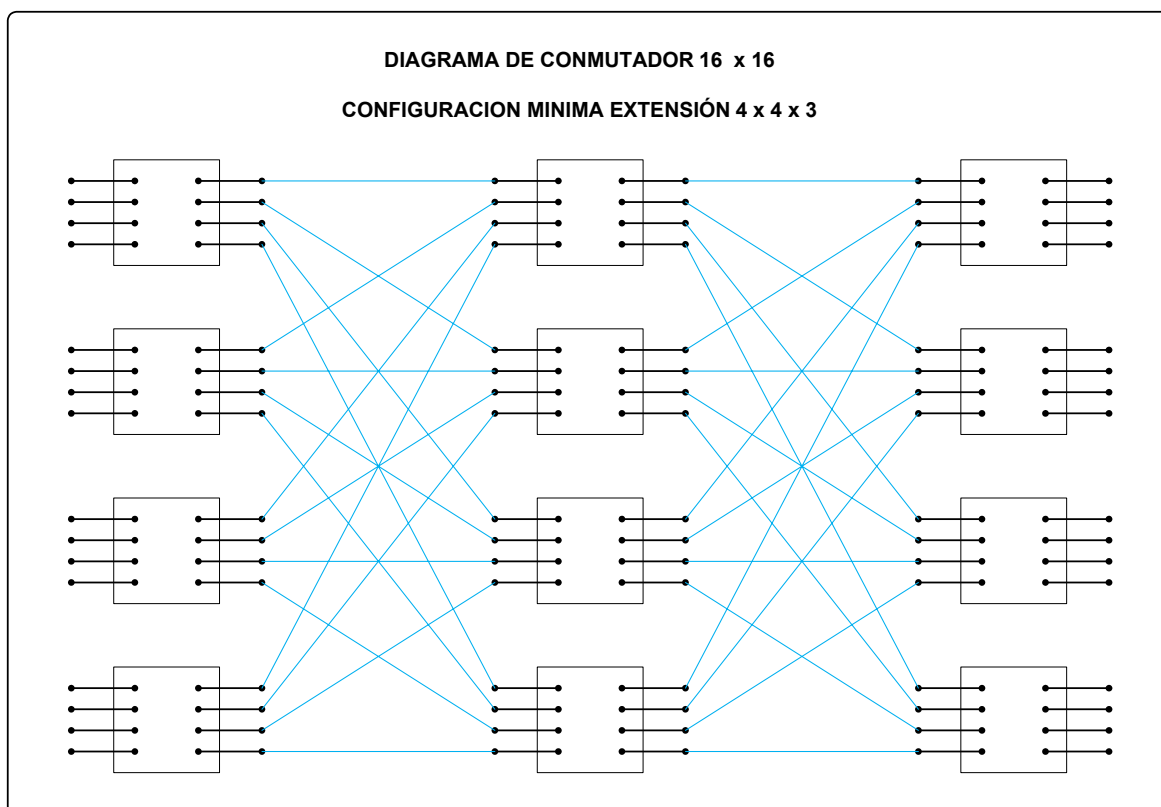 DIAGRAMA DE CONMUTADOR 16 x 16
CONFIGURACION MINIMA EXTENSIÓN 4 x 4 x 3